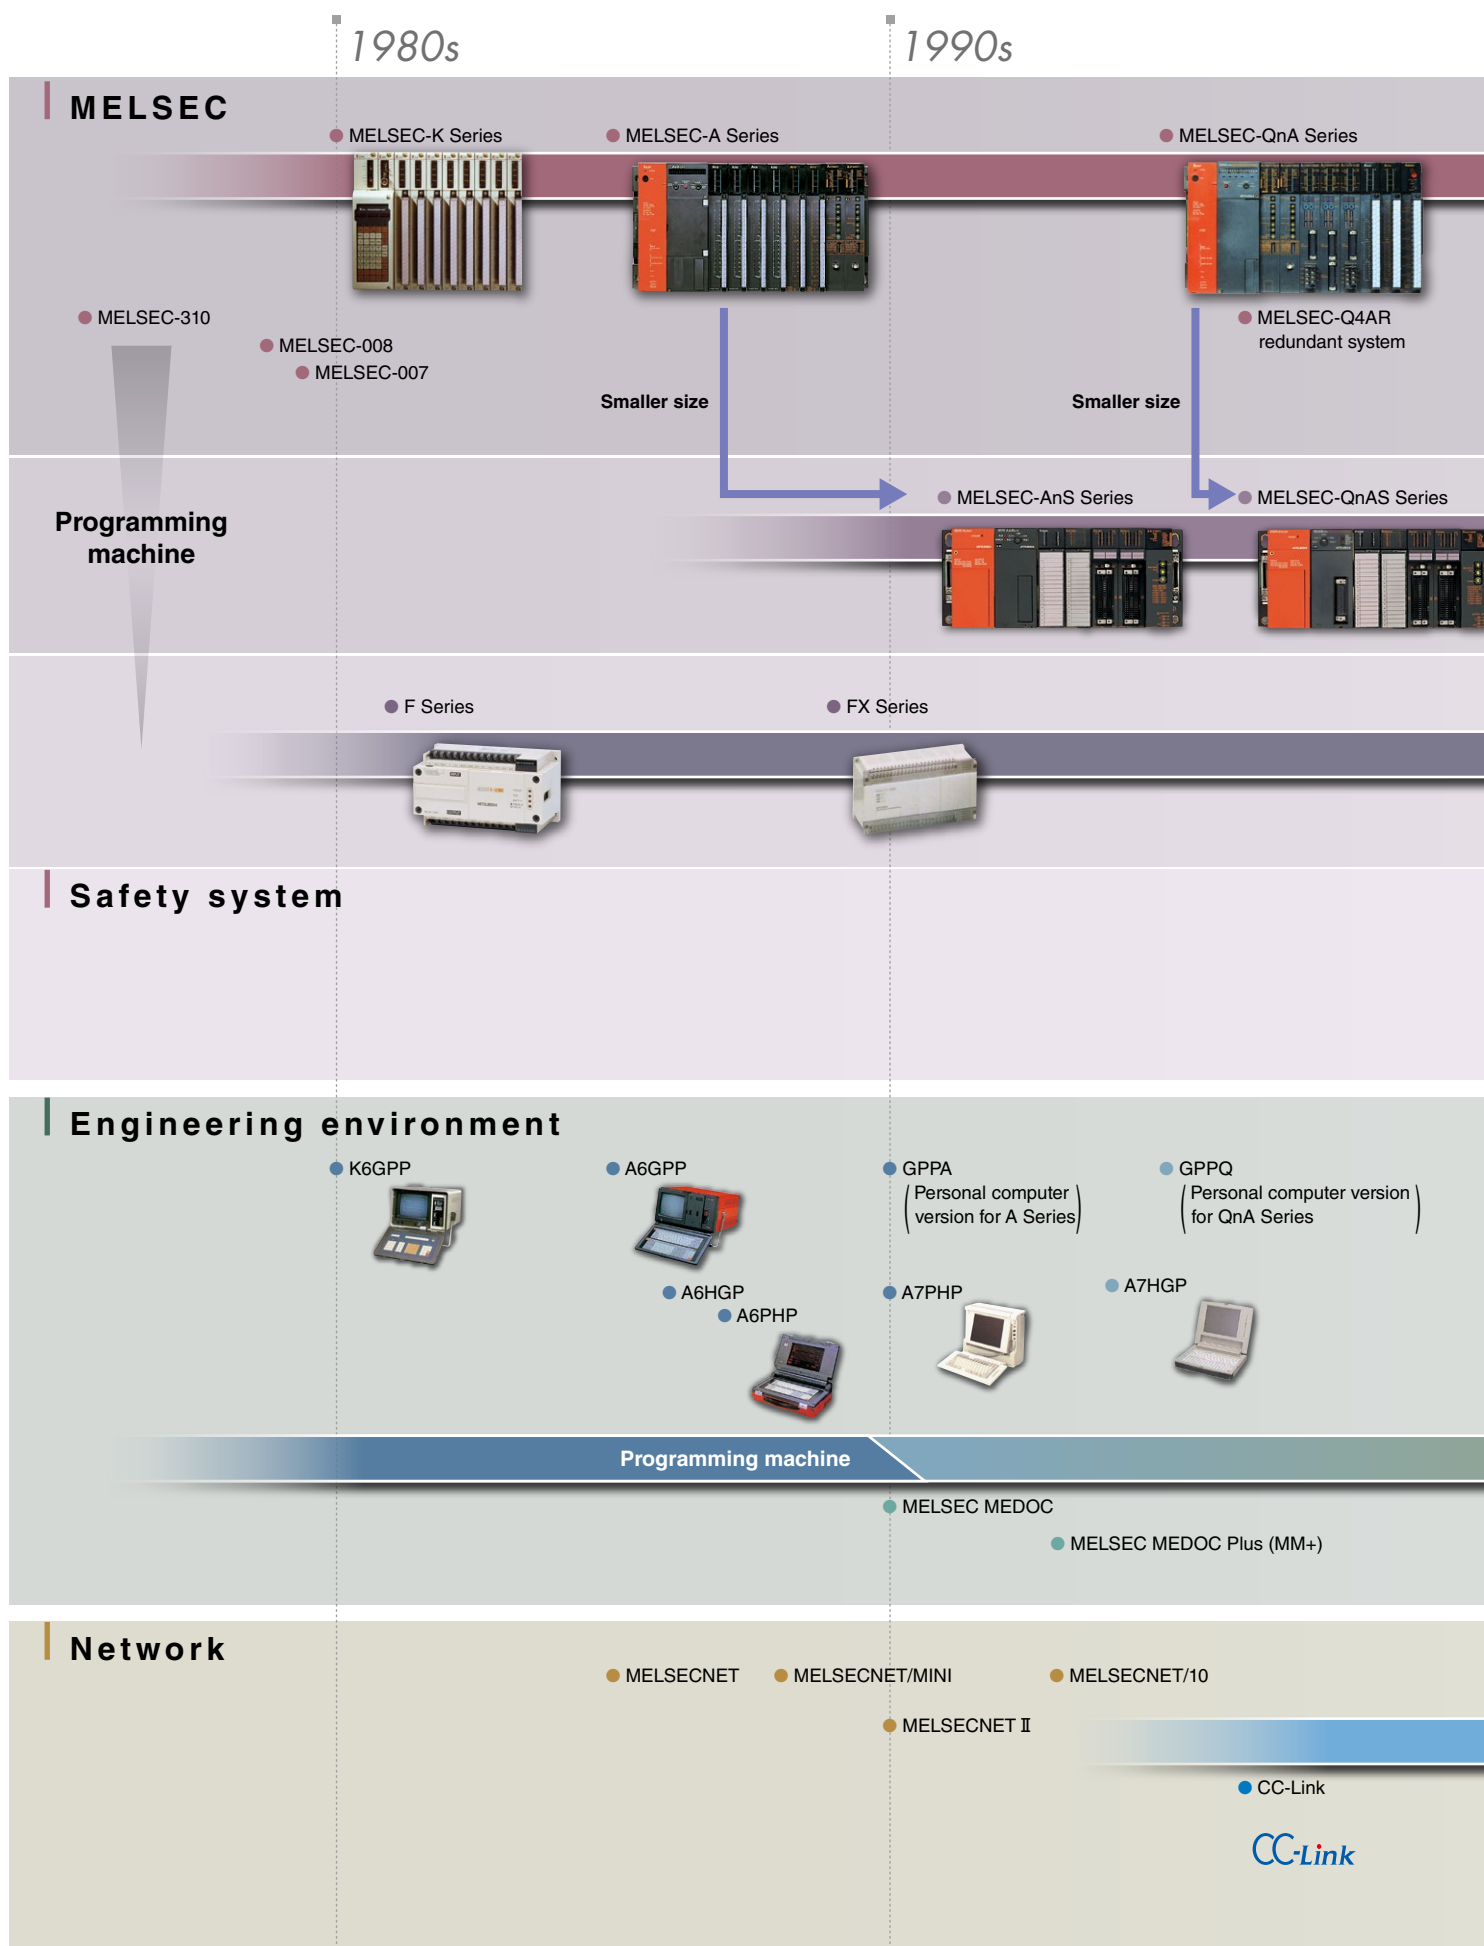 1980s
1990s
MELSEC
MELSEC-K Series
MELSEC-A Series
MELSEC-QnA Series
MELSEC-310
MELSEC-Q4AR
redundant system
MELSEC-008
MELSEC-007
Smaller size
Smaller size
MELSEC-AnS Series
MELSEC-QnAS Series
Programming
machine
F Series
FX Series
Safety system
Engineering environment
K6GPP
A6GPP
GPPA
(Personal computer
version for A Series)
GPPQ
(Personal computer version
for QnA Series)
A6HGP
A7PHP
A7HGP
A6PHP
Programming machine
MELSEC MEDOC
MELSEC MEDOC Plus (MM+)
Network
MELSECNET
MELSECNET/MINI
MELSECNET/10
MELSECNET II
CC-Link
CC-Link